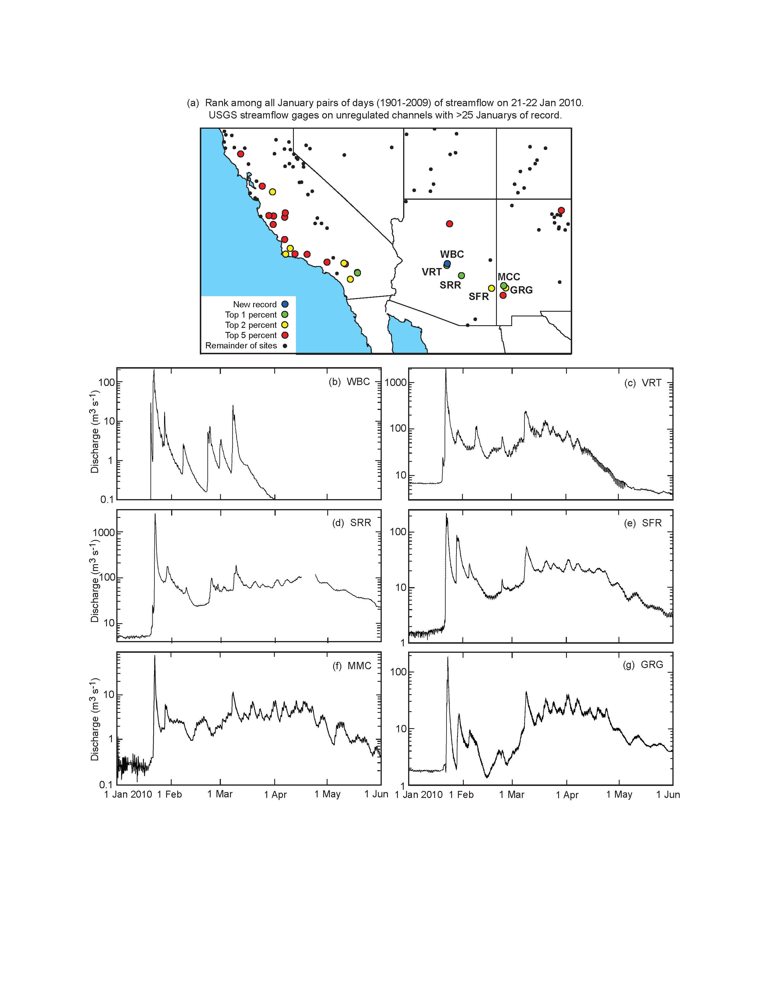 (a) Rank among all January pairs of days (1901-2009) of streamflow on 21-22 Jan 2010.
USGS streamflow gages on unregulated channels with >25 Januarys of record.
WBC
VRT
SRR
MCC
SFR
GRG
New record
Top 1 percent
Top 2 percent
Top 5 percent
Remainder of sites
Discharge (m3 s-1)
100
10
1
0.1
(b) WBC
1000
100
10
(c) VRT
Discharge (m3 s-1)
1000
100
10
(d) SRR
100
10
1
(e) SFR
Discharge (m3 s-1)
10
1
0.1
(f) MMC
1 Jan 2010 1 Feb 1 Mar 1 Apr 1 May 1 Jun
100
10
1
(g) GRG
1 Jan 2010 1 Feb 1 Mar 1 Apr 1 May 1 Jun